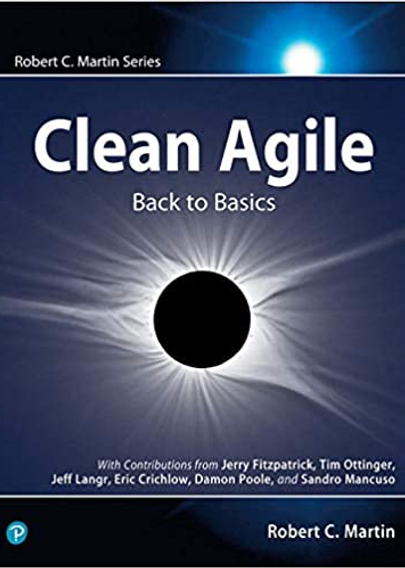 Robert C. Martin Series
Clean Agile
Back to Basics
With Contributions from Jerry Fitzpatrick, Tim Ottinger,
Jeff Langr, Eric Crichlow, Damon Poole, and Sandro Mancuso
P
Robert C. Martin